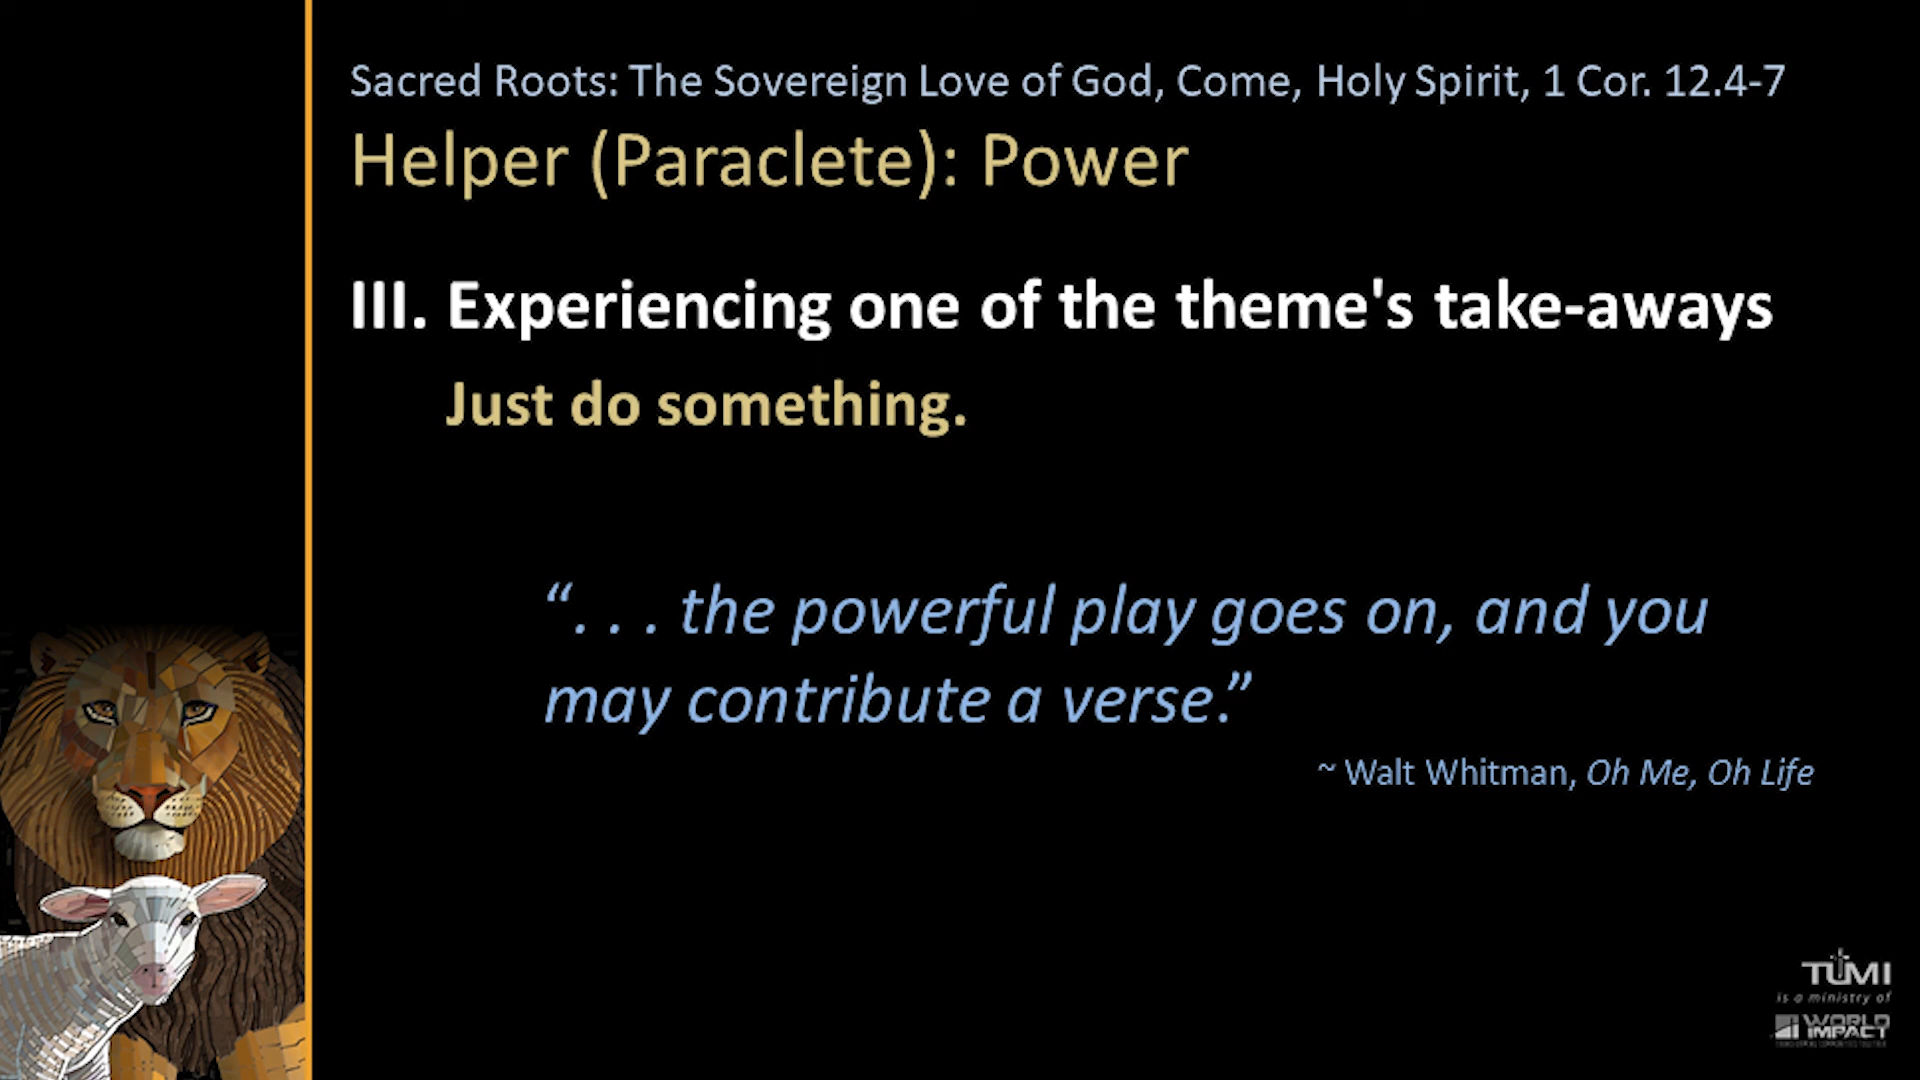 Sacred Roots: The Sovereign Love of God, Come, Holy Spirit, 1 Cor. 12.4-7
Helper (Paraclete): Power
III. Experiencing one of the theme's take-aways
Just do something.
“. . . the powerful play goes on, and you
may contribute a verse.”
~ Walt Whitman, Oh Me, Oh Life
TUMI
is a ministry of
WORLD
IMPACT